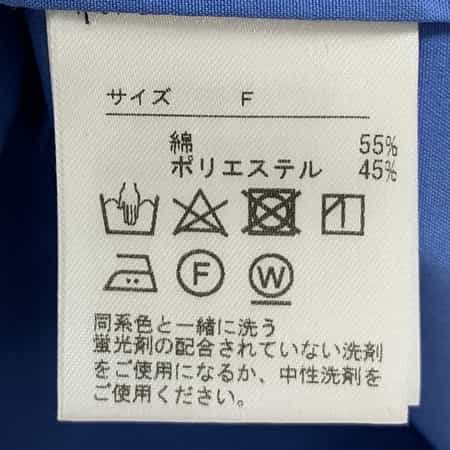 サイズ F
綿 55%
ポリエステル 45%
F W
同系色と一緒に洗う
蛍光剤の配合されていない洗剤
をご使用になるか、中性洗剤を
ご使用ください。